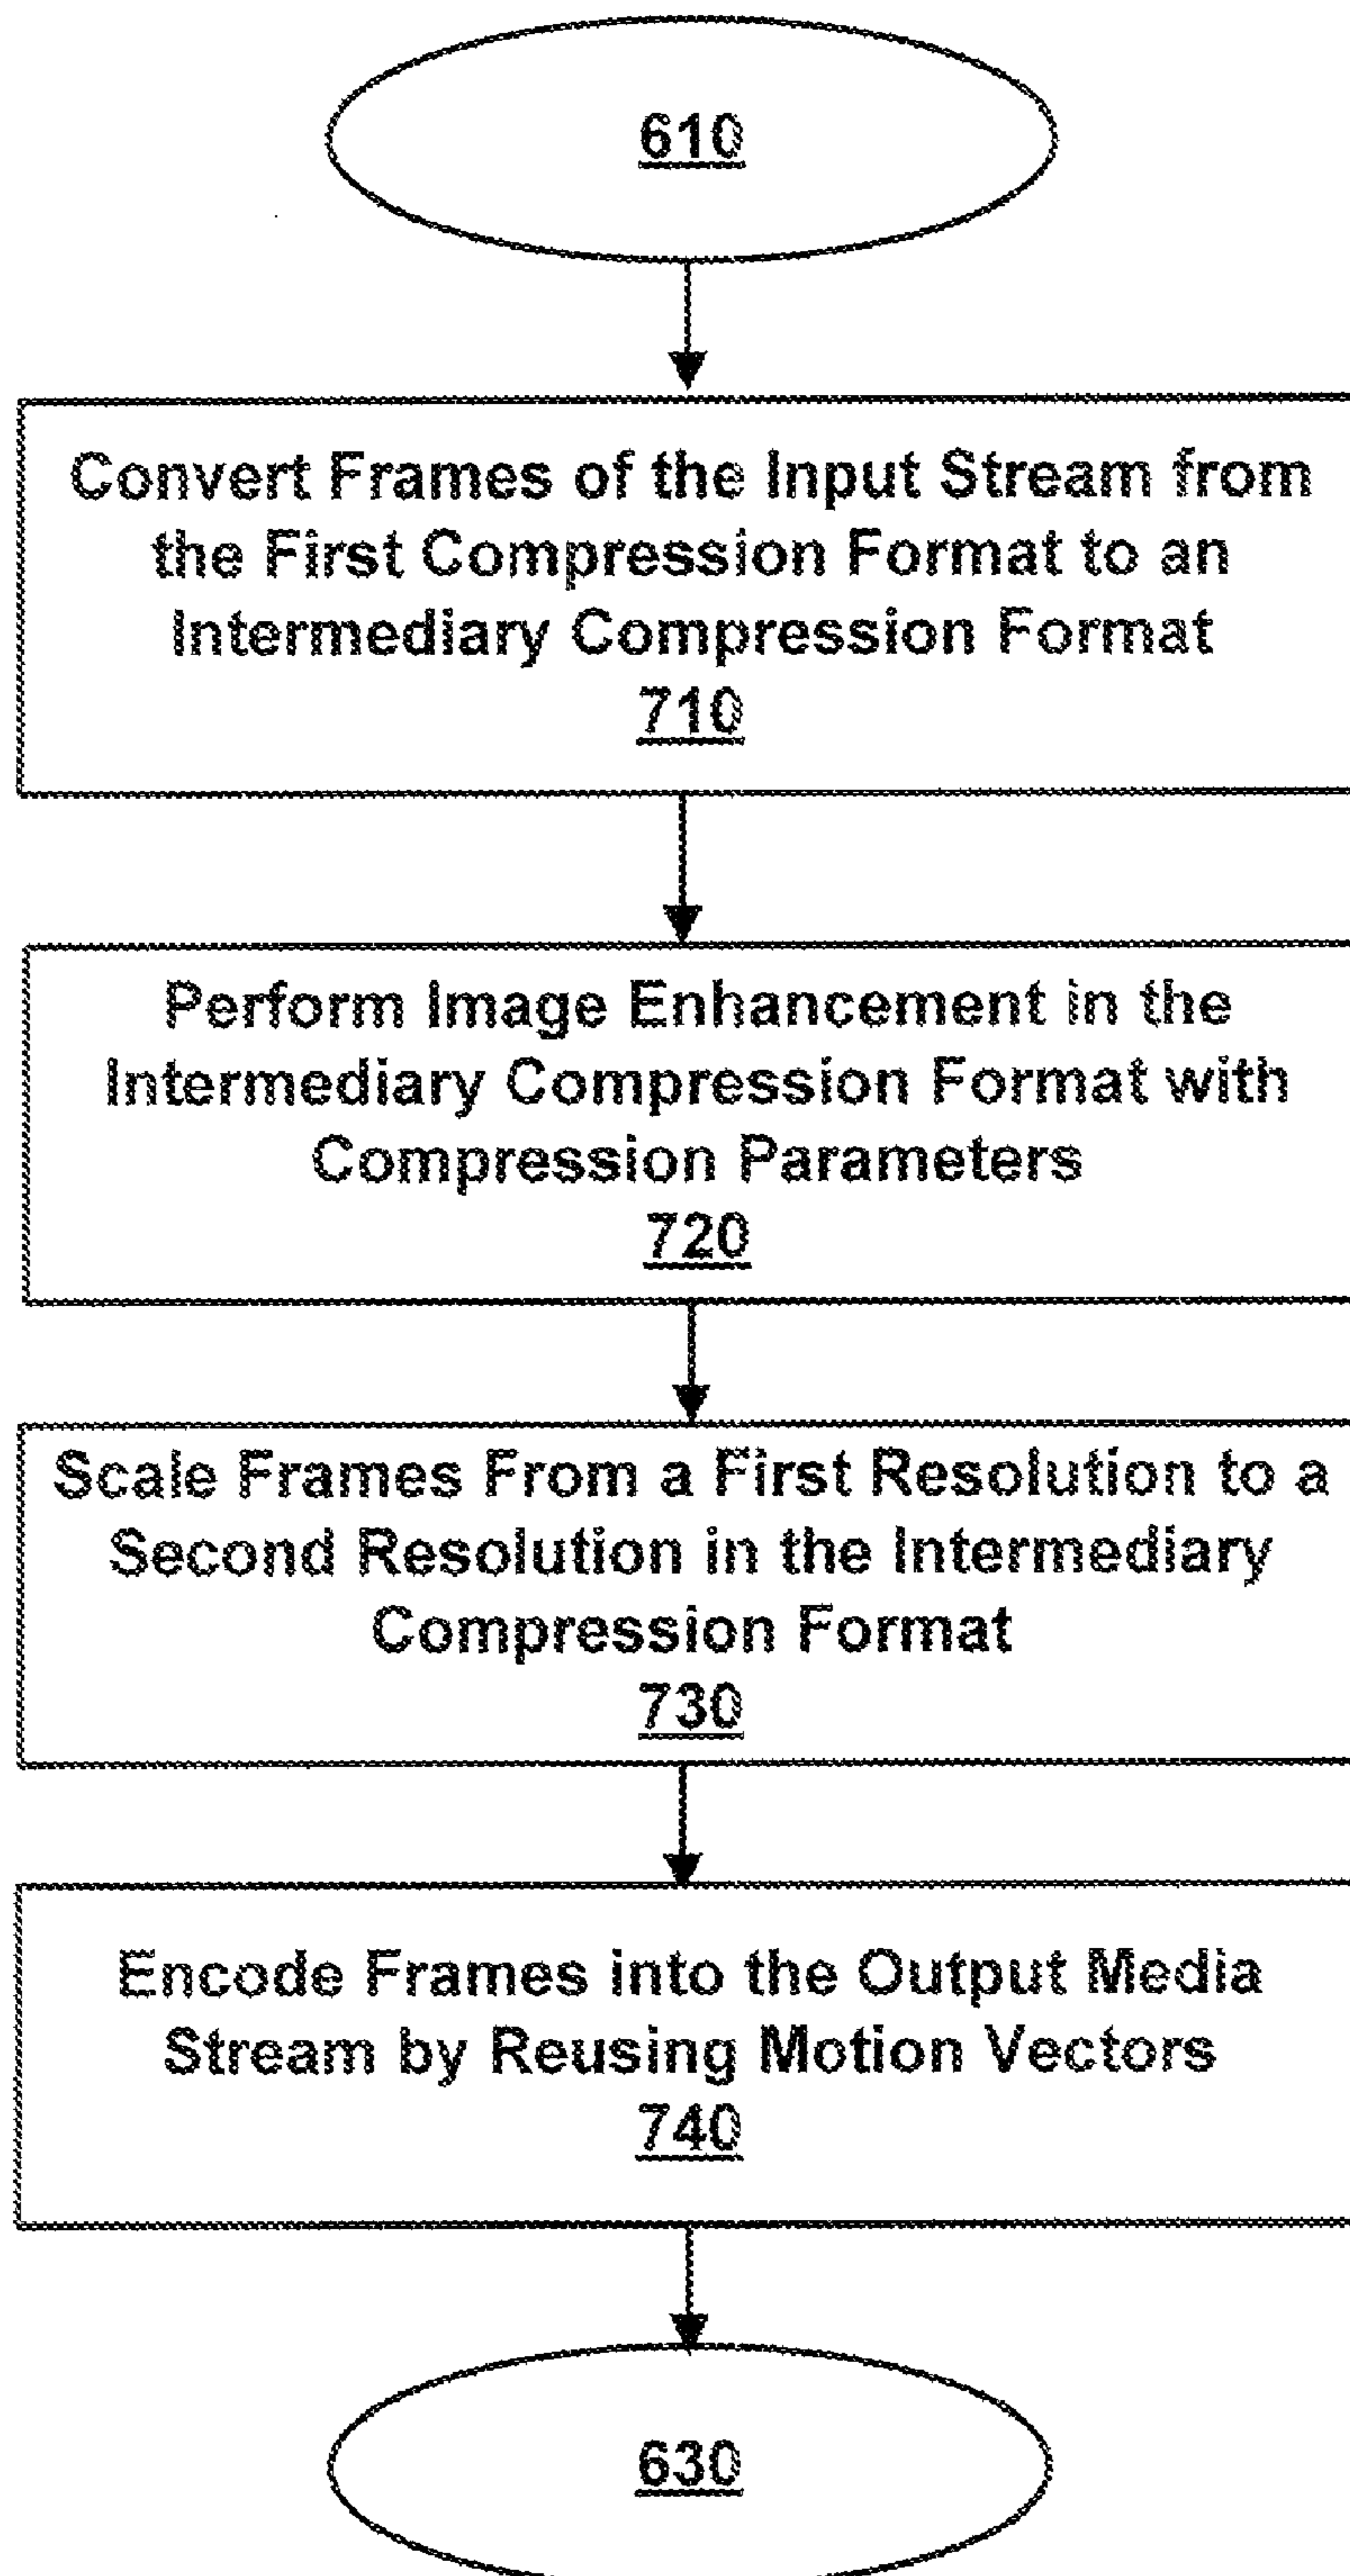 610
Convert Frames of the Input Stream from
the First Compression Format to an
Intermediary Compression Format
710
Perform Image Enhancement in the
Intermediary Compression Format with
Compression Parameters
720
Scale Frames From a First Resolution to a
Second Resolution in the Intermediary
Compression Format
730
Encode Frames into the Output Media
Stream by Reusing Motion Vectors
740
630